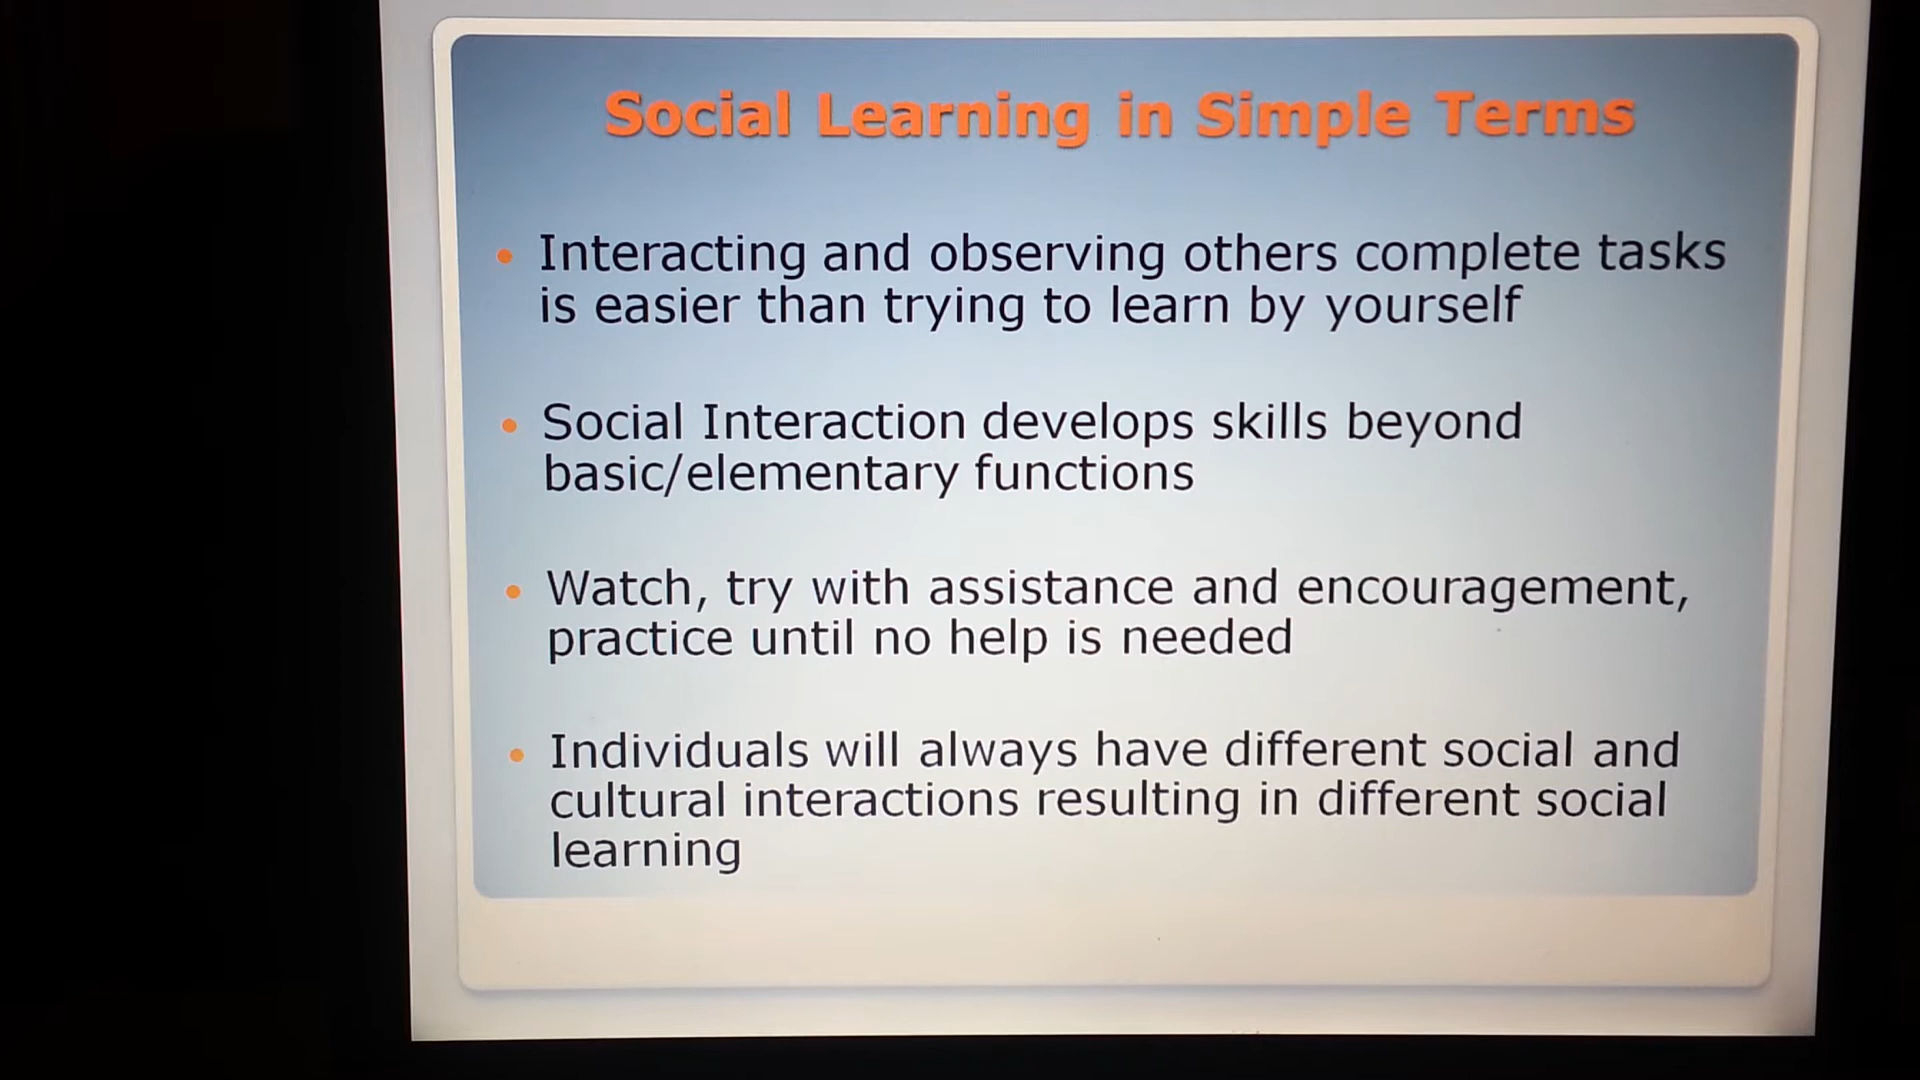 Social Learning in Simple Terms
• Interacting and observing others complete tasks
is easier than trying to learn by yourself
• Social Interaction develops skills beyond
basic/elementary functions
• Watch, try with assistance and encouragement,
practice until no help is needed
• Individuals will always have different social and
cultural interactions resulting in different social
learning